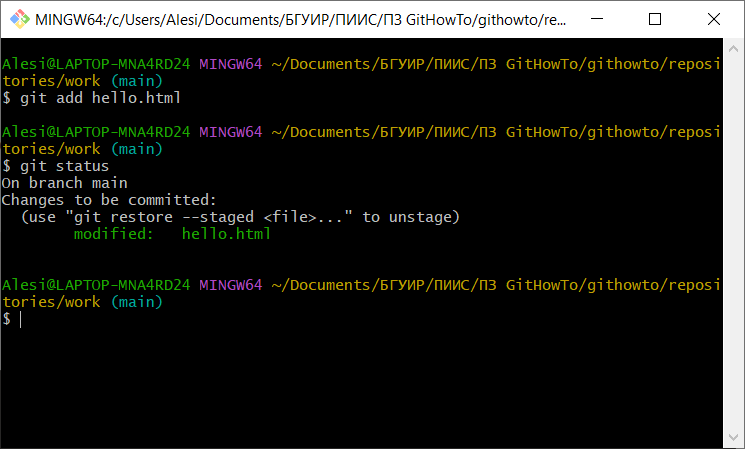 MINGW64:/c/Users/Alesi/Documents/БГУИР/ПИИС/ПЗ GitHowTo/githowto/re...
Alesi@LAPTOP-MNA4RD24 MINGW64 ~/Documents/БГУИР/ПИИС/ПЗ GitHowTo/githowto/reposi
tories/work (main)
$ git add hello.html
Alesi@LAPTOP-MNA4RD24 MINGW64 ~/Documents/БГУИР/ПИИС/ПЗ GitHowTo/githowto/reposi
tories/work (main)
$ git status
On branch main
Changes to be committed:
  (use "git restore --staged <file>..." to unstage)
        modified:   hello.html
Alesi@LAPTOP-MNA4RD24 MINGW64 ~/Documents/БГУИР/ПИИС/ПЗ GitHowTo/githowto/reposi
tories/work (main)
$